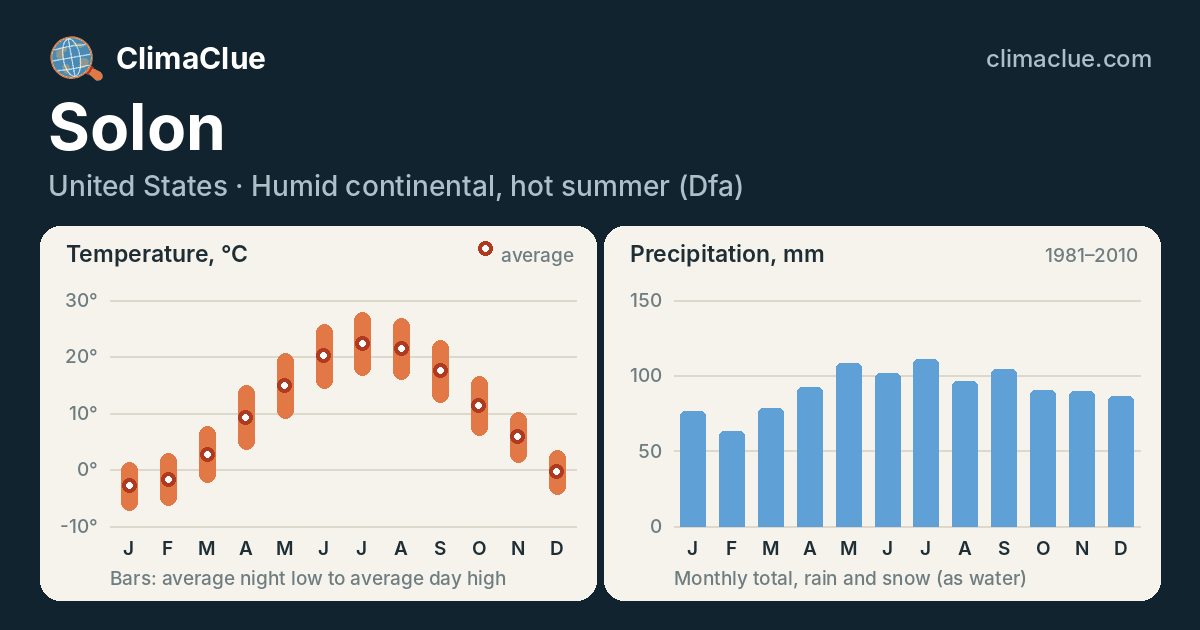 ClimaClue
climaclue.com
Solon
United States · Humid continental, hot summer (Dfa)
Temperature, °C
average
30°
20°
10°
0°
-10°
J F M A M J J A S O N D
Bars: average night low to average day high
Precipitation, mm
1981–2010
150
100
50
0
J F M A M J J A S O N D
Monthly total, rain and snow (as water)